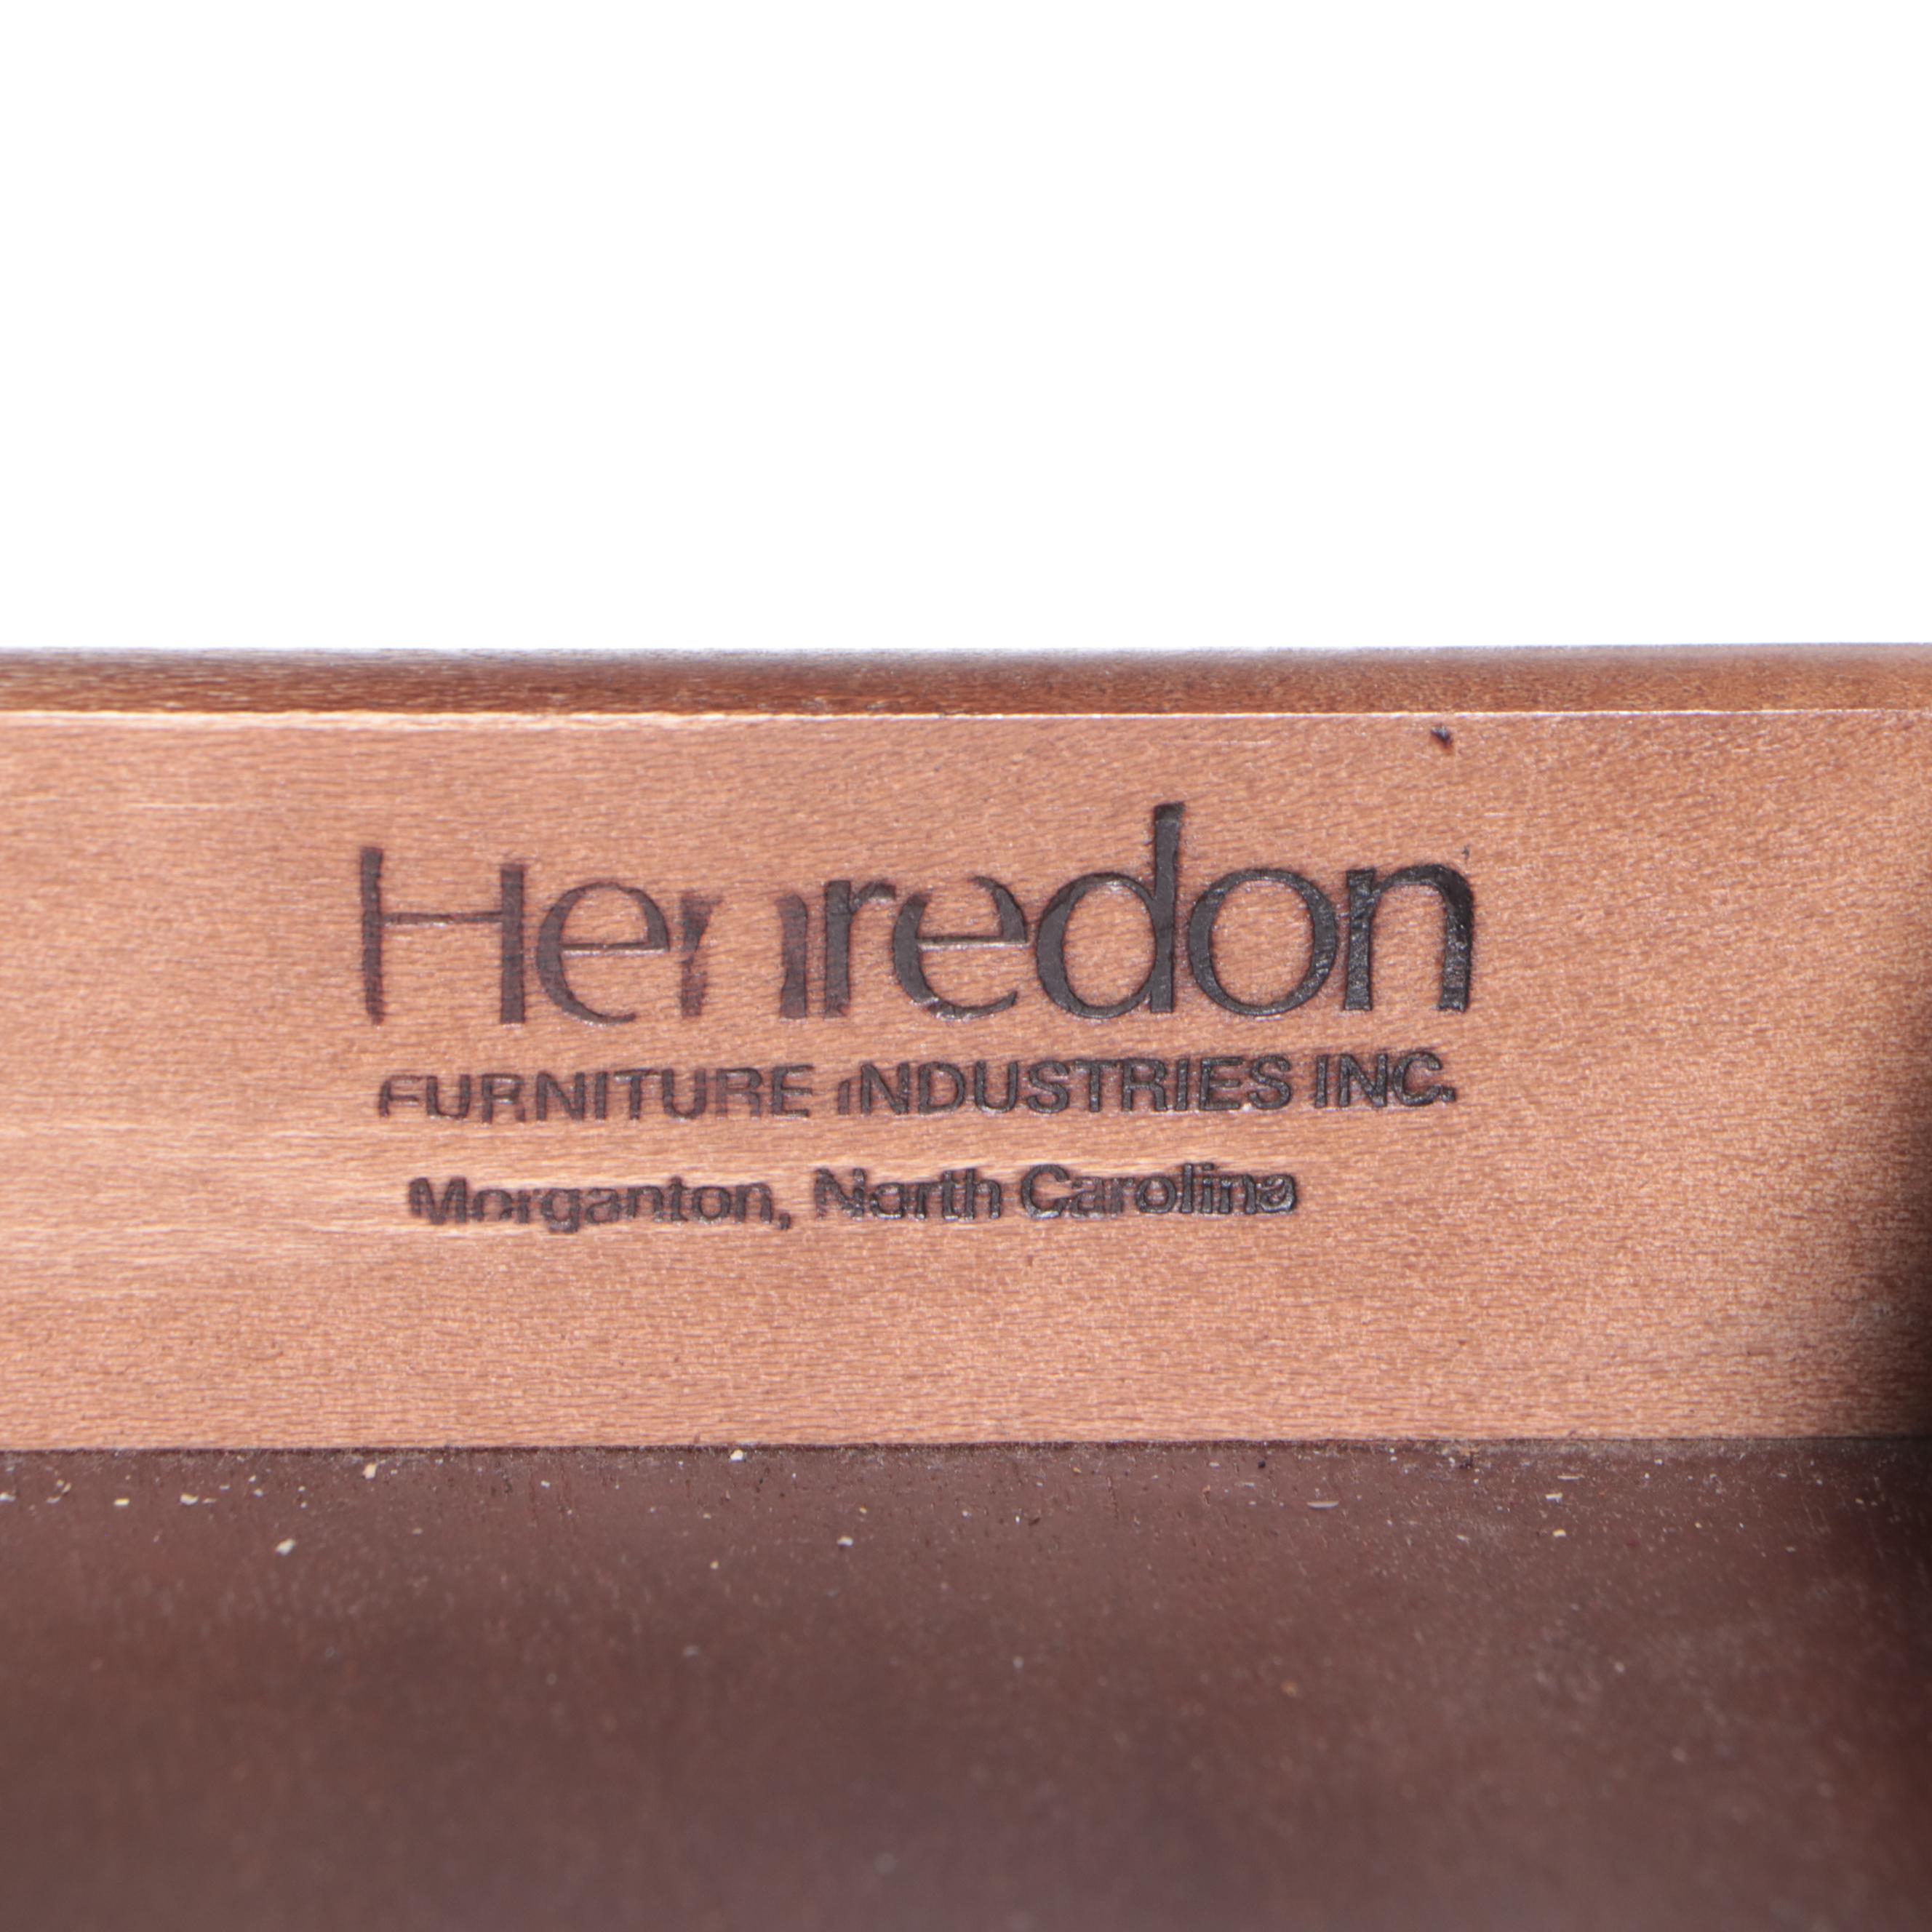 Henredon
FURNITURE INDUSTRIES INC.
Morganton, North Carolina